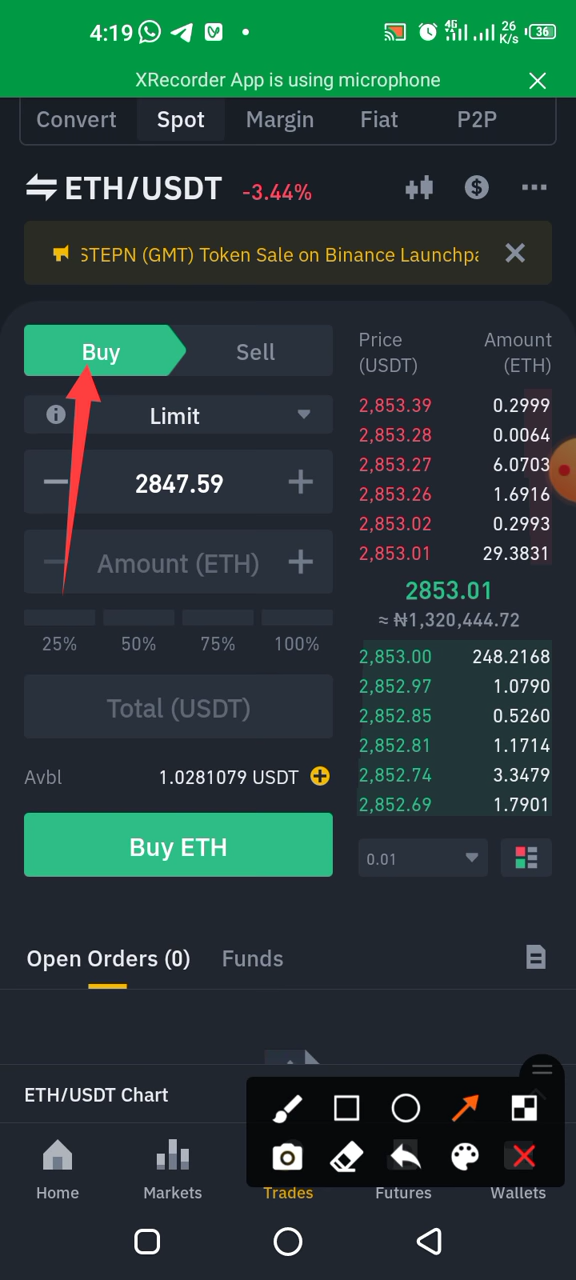 4:19
4G
26
K/s
36
XRecorder App is using microphone
Convert Spot Margin Fiat P2P
ETH/USDT -3.44%
STEPN (GMT) Token Sale on Binance Launchpa
Buy Sell
Limit
2847.59
Amount (ETH)
25% 50% 75% 100%
Total (USDT)
Avbl 1.0281079 USDT
Buy ETH
Price Amount
(USDT) (ETH)
2,853.39 0.2999
2,853.28 0.0064
2,853.27 6.0703
2,853.26 1.6916
2,853.02 0.2993
2,853.01 29.3831
2853.01
≈ ₦1,320,444.72
2,853.00 248.2168
2,852.97 1.0790
2,852.85 0.5260
2,852.81 1.1714
2,852.74 3.3479
2,852.69 1.7901
0.01
Open Orders (0) Funds
ETH/USDT Chart
Home Markets Trades Futures Wallets